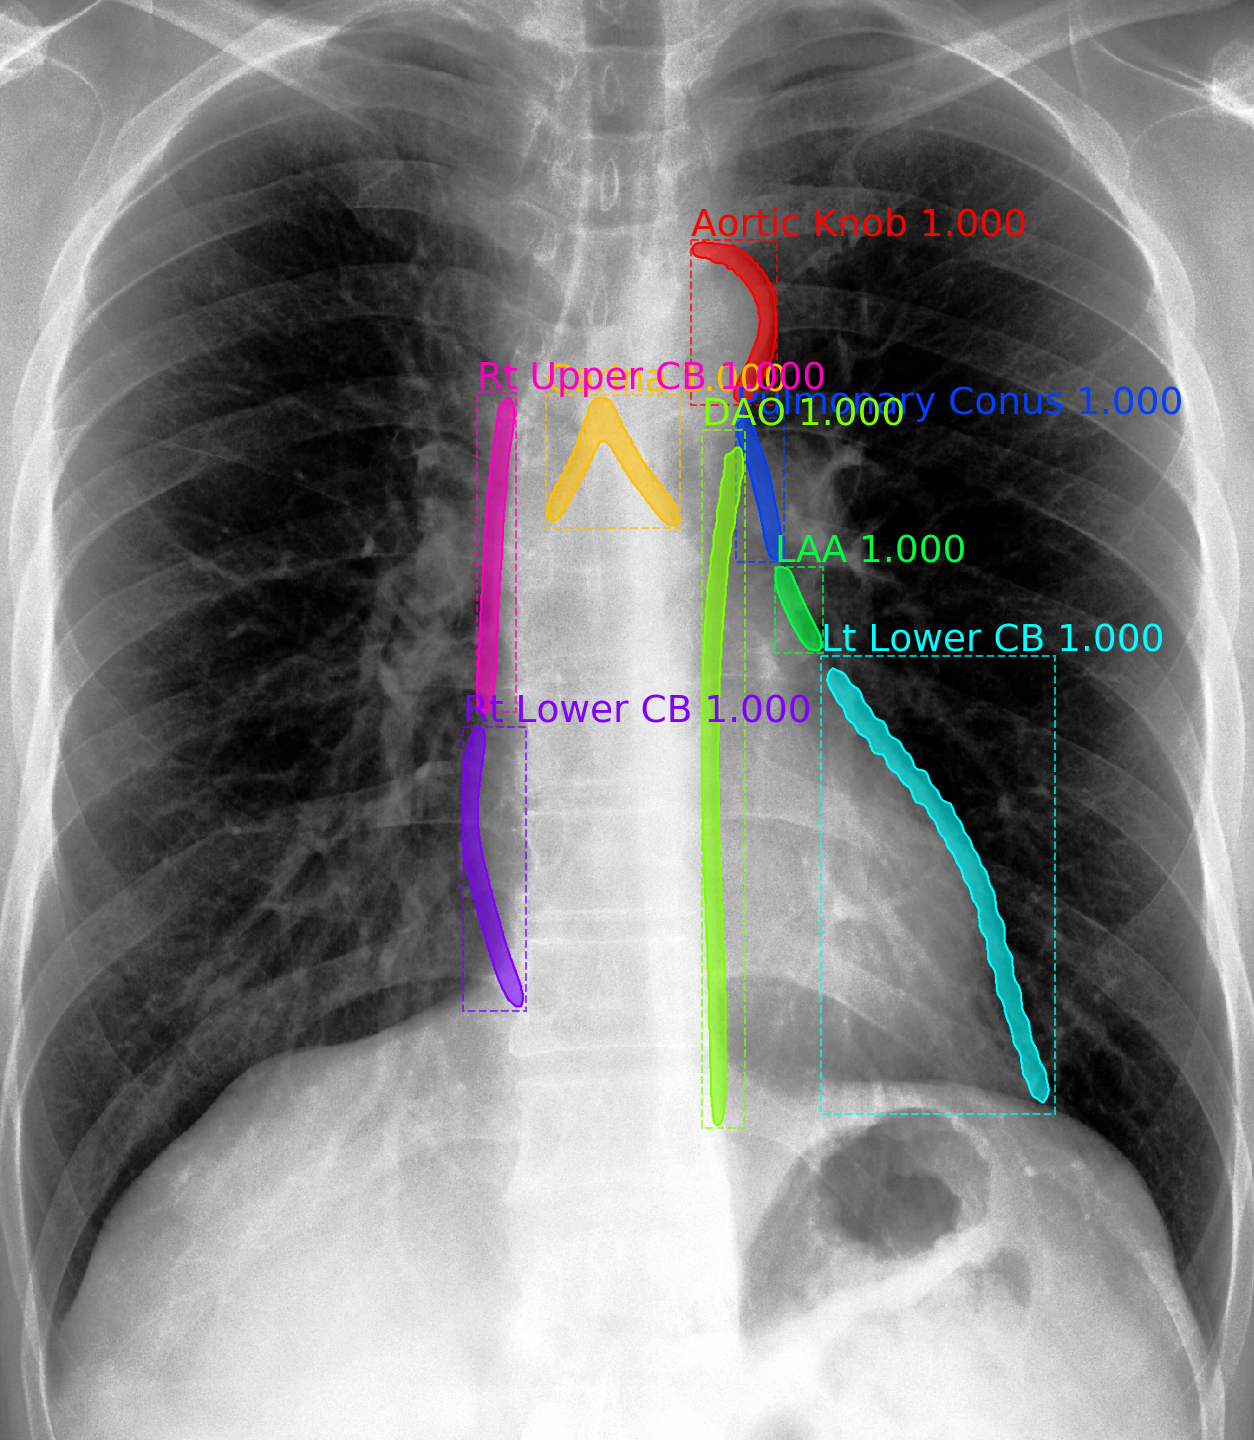 Aortic Knob 1.000
Rt Upper CB 1.000
Pulmonary Conus 1.000
DAO 1.000
LAA 1.000
Lt Lower CB 1.000
Rt Lower CB 1.000